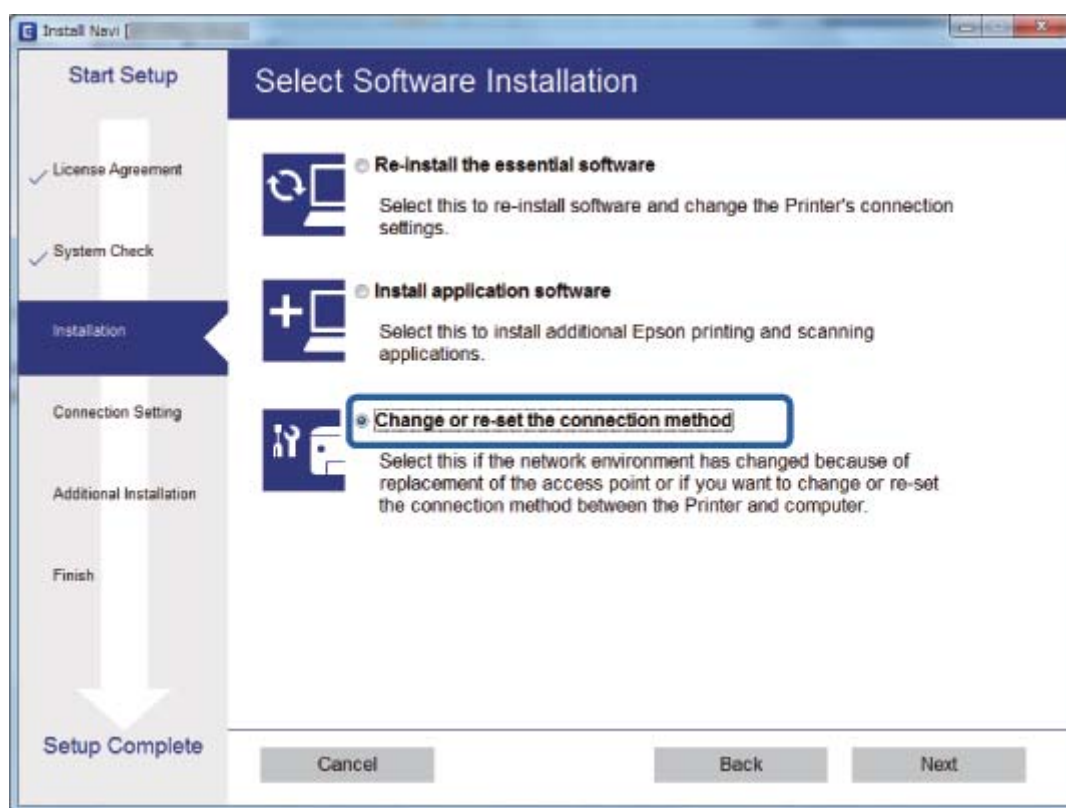 Install Navi [
Start Setup
License Agreement
System Check
Installation
Connection Setting
Additional Installation
Finish
Setup Complete
Select Software Installation
Re-install the essential software
Select this to re-install software and change the Printer's connection
settings.
Install application software
Select this to install additional Epson printing and scanning
applications.
Change or re-set the connection method
Select this if the network environment has changed because of
replacement of the access point or if you want to change or re-set
the connection method between the Printer and computer.
Cancel
Back
Next